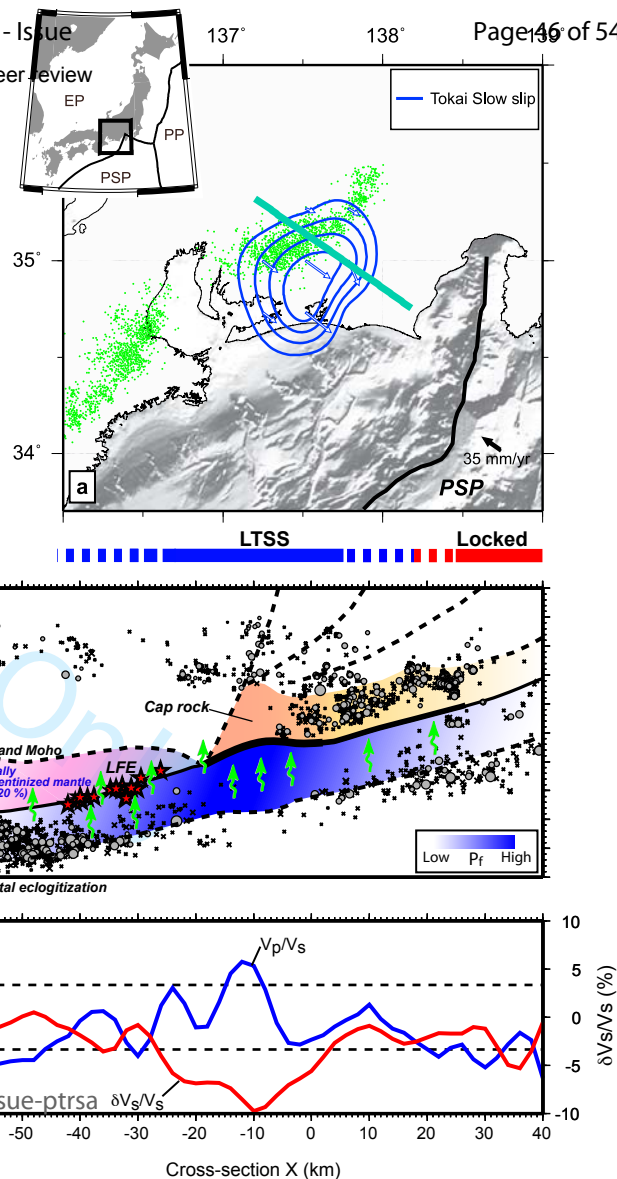 - Issue
137°
138°
139°
Page 46 of 54
eer review
EP
PP
PSP
Tokai Slow slip
35°
34°
35 mm/yr
PSP
a
LTSS
Locked
Cap rock
and Moho
LFE
ally
entinized mantle
20 %)
On
Low Pf High
tal eclogitization
Vp/Vs
δVs/Vs
10
5
0
-5
-10
δVs/Vs (%)
sue-ptrsa
-50 -40 -30 -20 -10 0 10 20 30 40
Cross-section X (km)